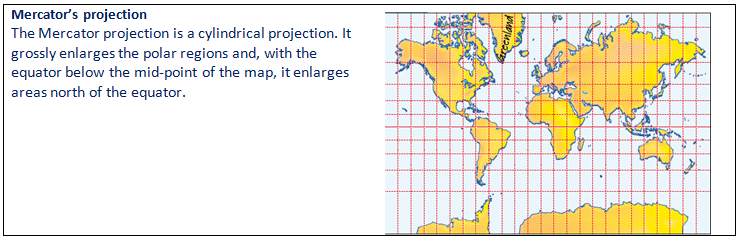 Mercator's projection
The Mercator projection is a cylindrical projection. It
grossly enlarges the polar regions and, with the
equator below the mid-point of the map, it enlarges
areas north of the equator.
Greenland